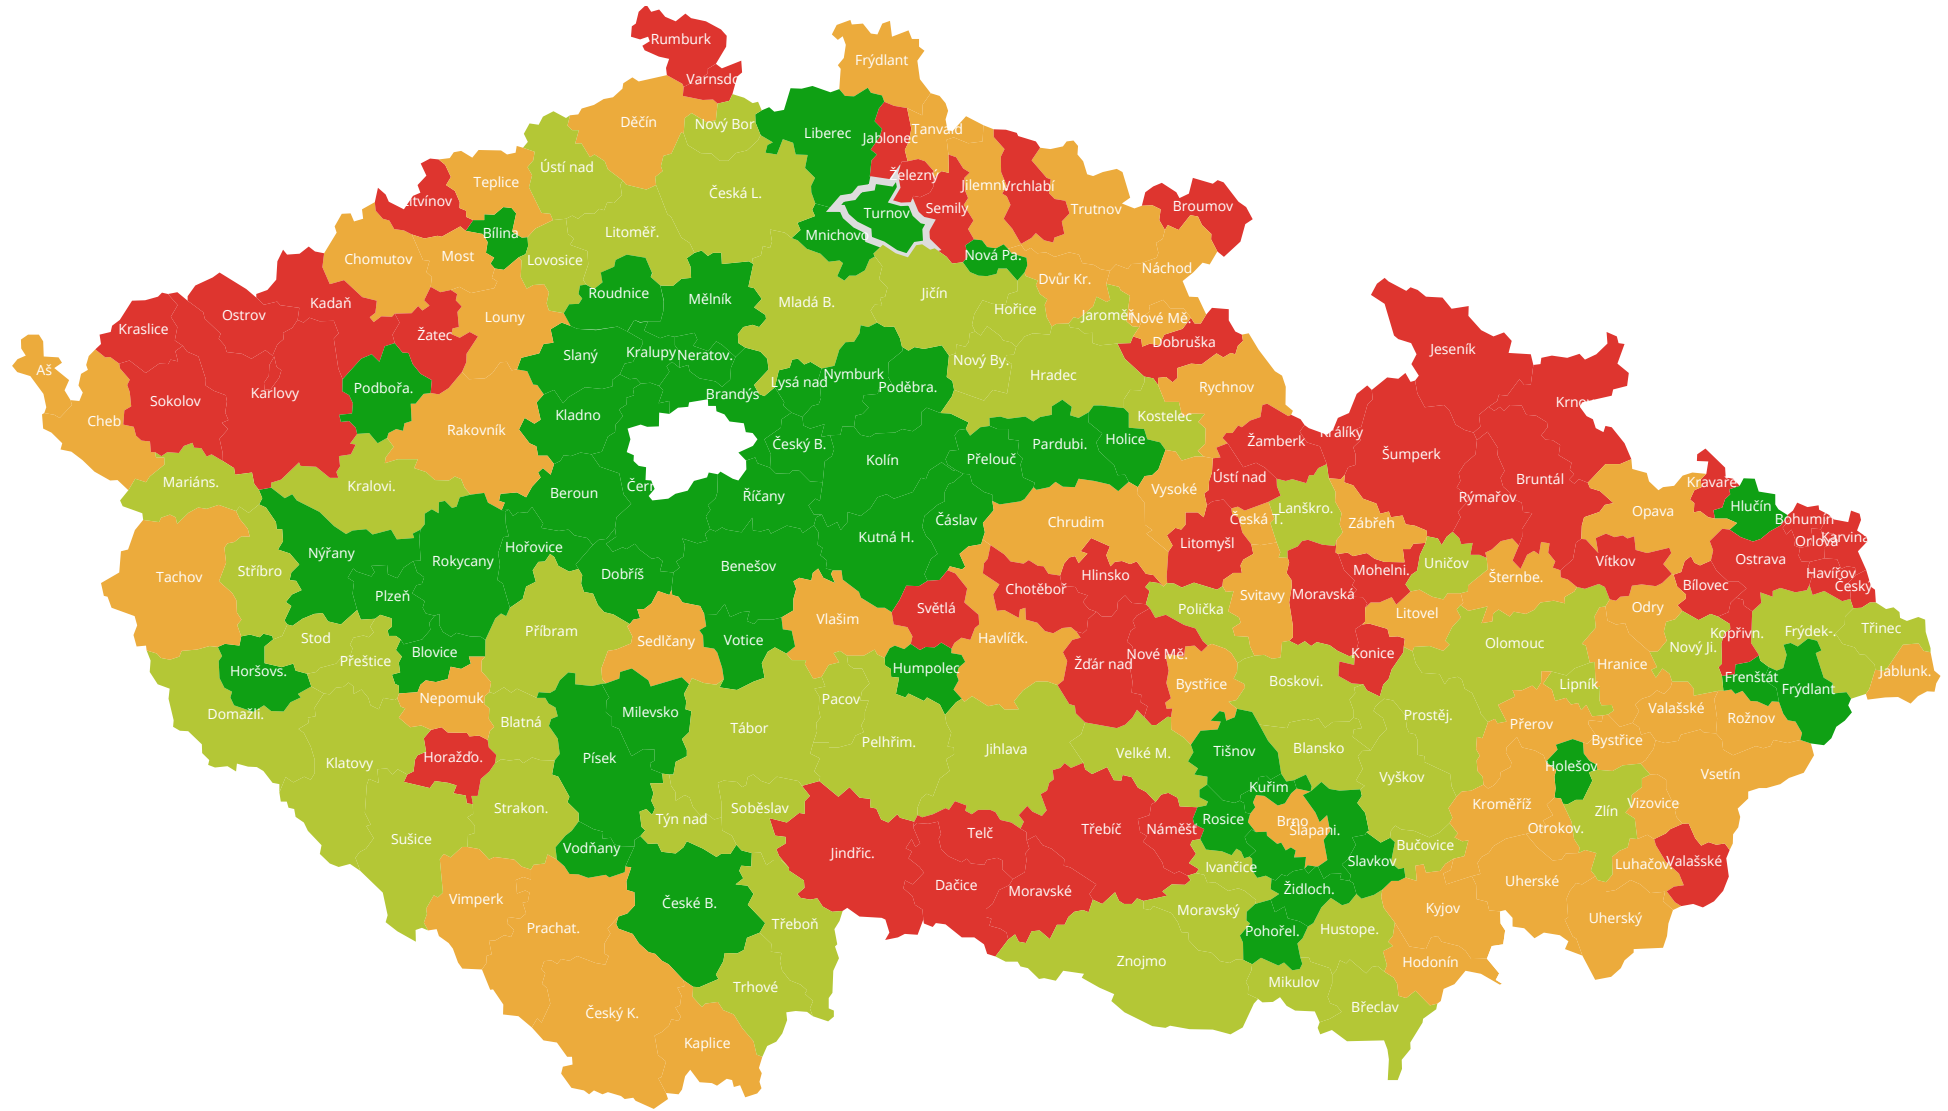 Rumburk
Varnsdo
Frýdlant
Děčín
Nový Bor
Liberec
Jablonec
Tanvald
Ústí nad
Teplice
Česká L.
Železný
Jilemni
Vrchlabí
Litvínov
Turnov
Semily
Trutnov
Broumov
Bílina
Litoměř.
Mnichovo
Chomutov
Most
Lovosice
Nová Pa.
Náchod
Dvůr Kr.
Kadaň
Roudnice
Mělník
Mladá B.
Jičín
Hořice
Jaroměř
Nové Mě.
Ostrov
Kraslice
Žatec
Louny
Dobruška
Jeseník
Slaný
Kralupy
Neratov.
Nový By.
Hradec
Aš
Nymburk
Lysá nad
Poděbra.
Rychnov
Podbořa.
Karlovy
Sokolov
Brandýs
Krnov
Cheb
Kladno
Kostelec
Rakovník
Český B.
Pardubi.
Holice
Žamberk
Králíky
Šumperk
Kolín
Přelouč
Mariáns.
Kralovi.
Beroun
Čern
Říčany
Vysoké
Ústí nad
Rýmařov
Bruntál
Kravaře
Lanškro.
Hlučín
Opava
Čáslav
Chrudim
Česká T.
Zábřeh
Bohumín
Kutná H.
Litomyšl
Orlová
Karviná
Nýřany
Hořovice
Rokycany
Stříbro
Tachov
Dobříš
Benešov
Chotěboř
Hlinsko
Mohelni.
Uničov
Šternbe.
Vítkov
Ostrava
Havířov
Český
Bílovec
Plzeň
Světlá
Polička
Svitavy
Moravská
Litovel
Odry
Vlašim
Příbram
Sedlčany
Votice
Havlíčk.
Stod
Přeštice
Blovice
Olomouc
Kopřivn.
Frýdek-.
Třinec
Nový Ji.
Konice
Nové Mě.
Žďár nad
Humpolec
Horšovs.
Hranice
Jablunk.
Frenštát
Frýdlant
Lipník
Boskovi.
Bystřice
Nepomuk
Pacov
Milevsko
Domažli.
Blatná
Tábor
Prostěj.
Přerov
Valašské
Rožnov
Pelhřim.
Jihlava
Velké M.
Tišnov
Blansko
Bystřice
Písek
Horažďo.
Klatovy
Holešov
Vsetín
Vyškov
Kuřim
Strakon.
Soběslav
Týn nad
Kroměříž
Vizovice
Zlín
Rosice
Brno
Šlapani.
Otrokov.
Telč
Třebíč
Náměšť
Sušice
Vodňany
Jindřic.
Bučovice
Slavkov
Luhačov.
Valašské
Ivančice
Dačice
Moravské
Židloch.
Uherské
Vimperk
České B.
Moravský
Kyjov
Uherský
Třeboň
Prachat.
Pohořel.
Hustope.
Znojmo
Hodonín
Mikulov
Trhové
Břeclav
Český K.
Kaplice